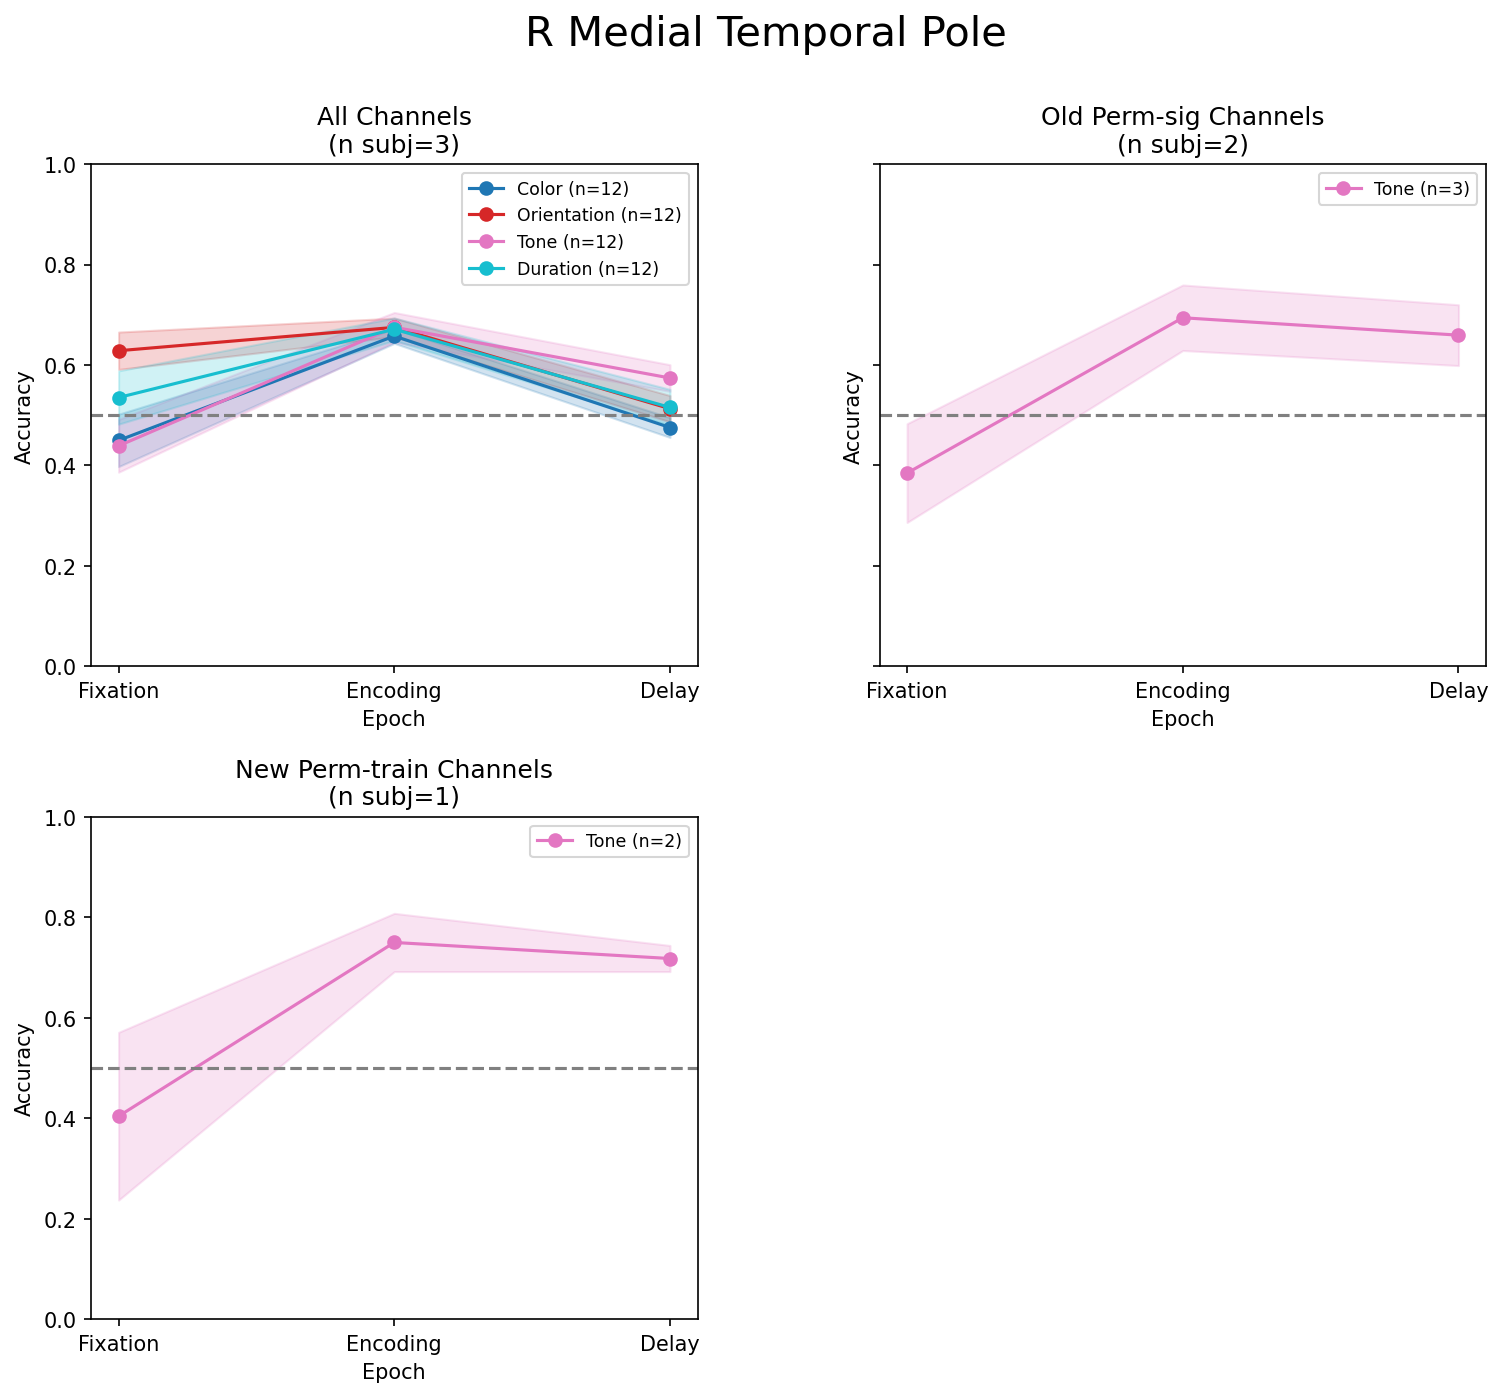 R Medial Temporal Pole
All Channels
(n subj=3)
1.0
0.8
0.6
0.4
0.2
0.0
Accuracy
Color (n=12)
Orientation (n=12)
Tone (n=12)
Duration (n=12)
Fixation Encoding Delay
Epoch
Old Perm-sig Channels
(n subj=2)
Accuracy
Tone (n=3)
Fixation Encoding Delay
Epoch
New Perm-train Channels
(n subj=1)
1.0
0.8
0.6
0.4
0.2
0.0
Accuracy
Tone (n=2)
Fixation Encoding Delay
Epoch